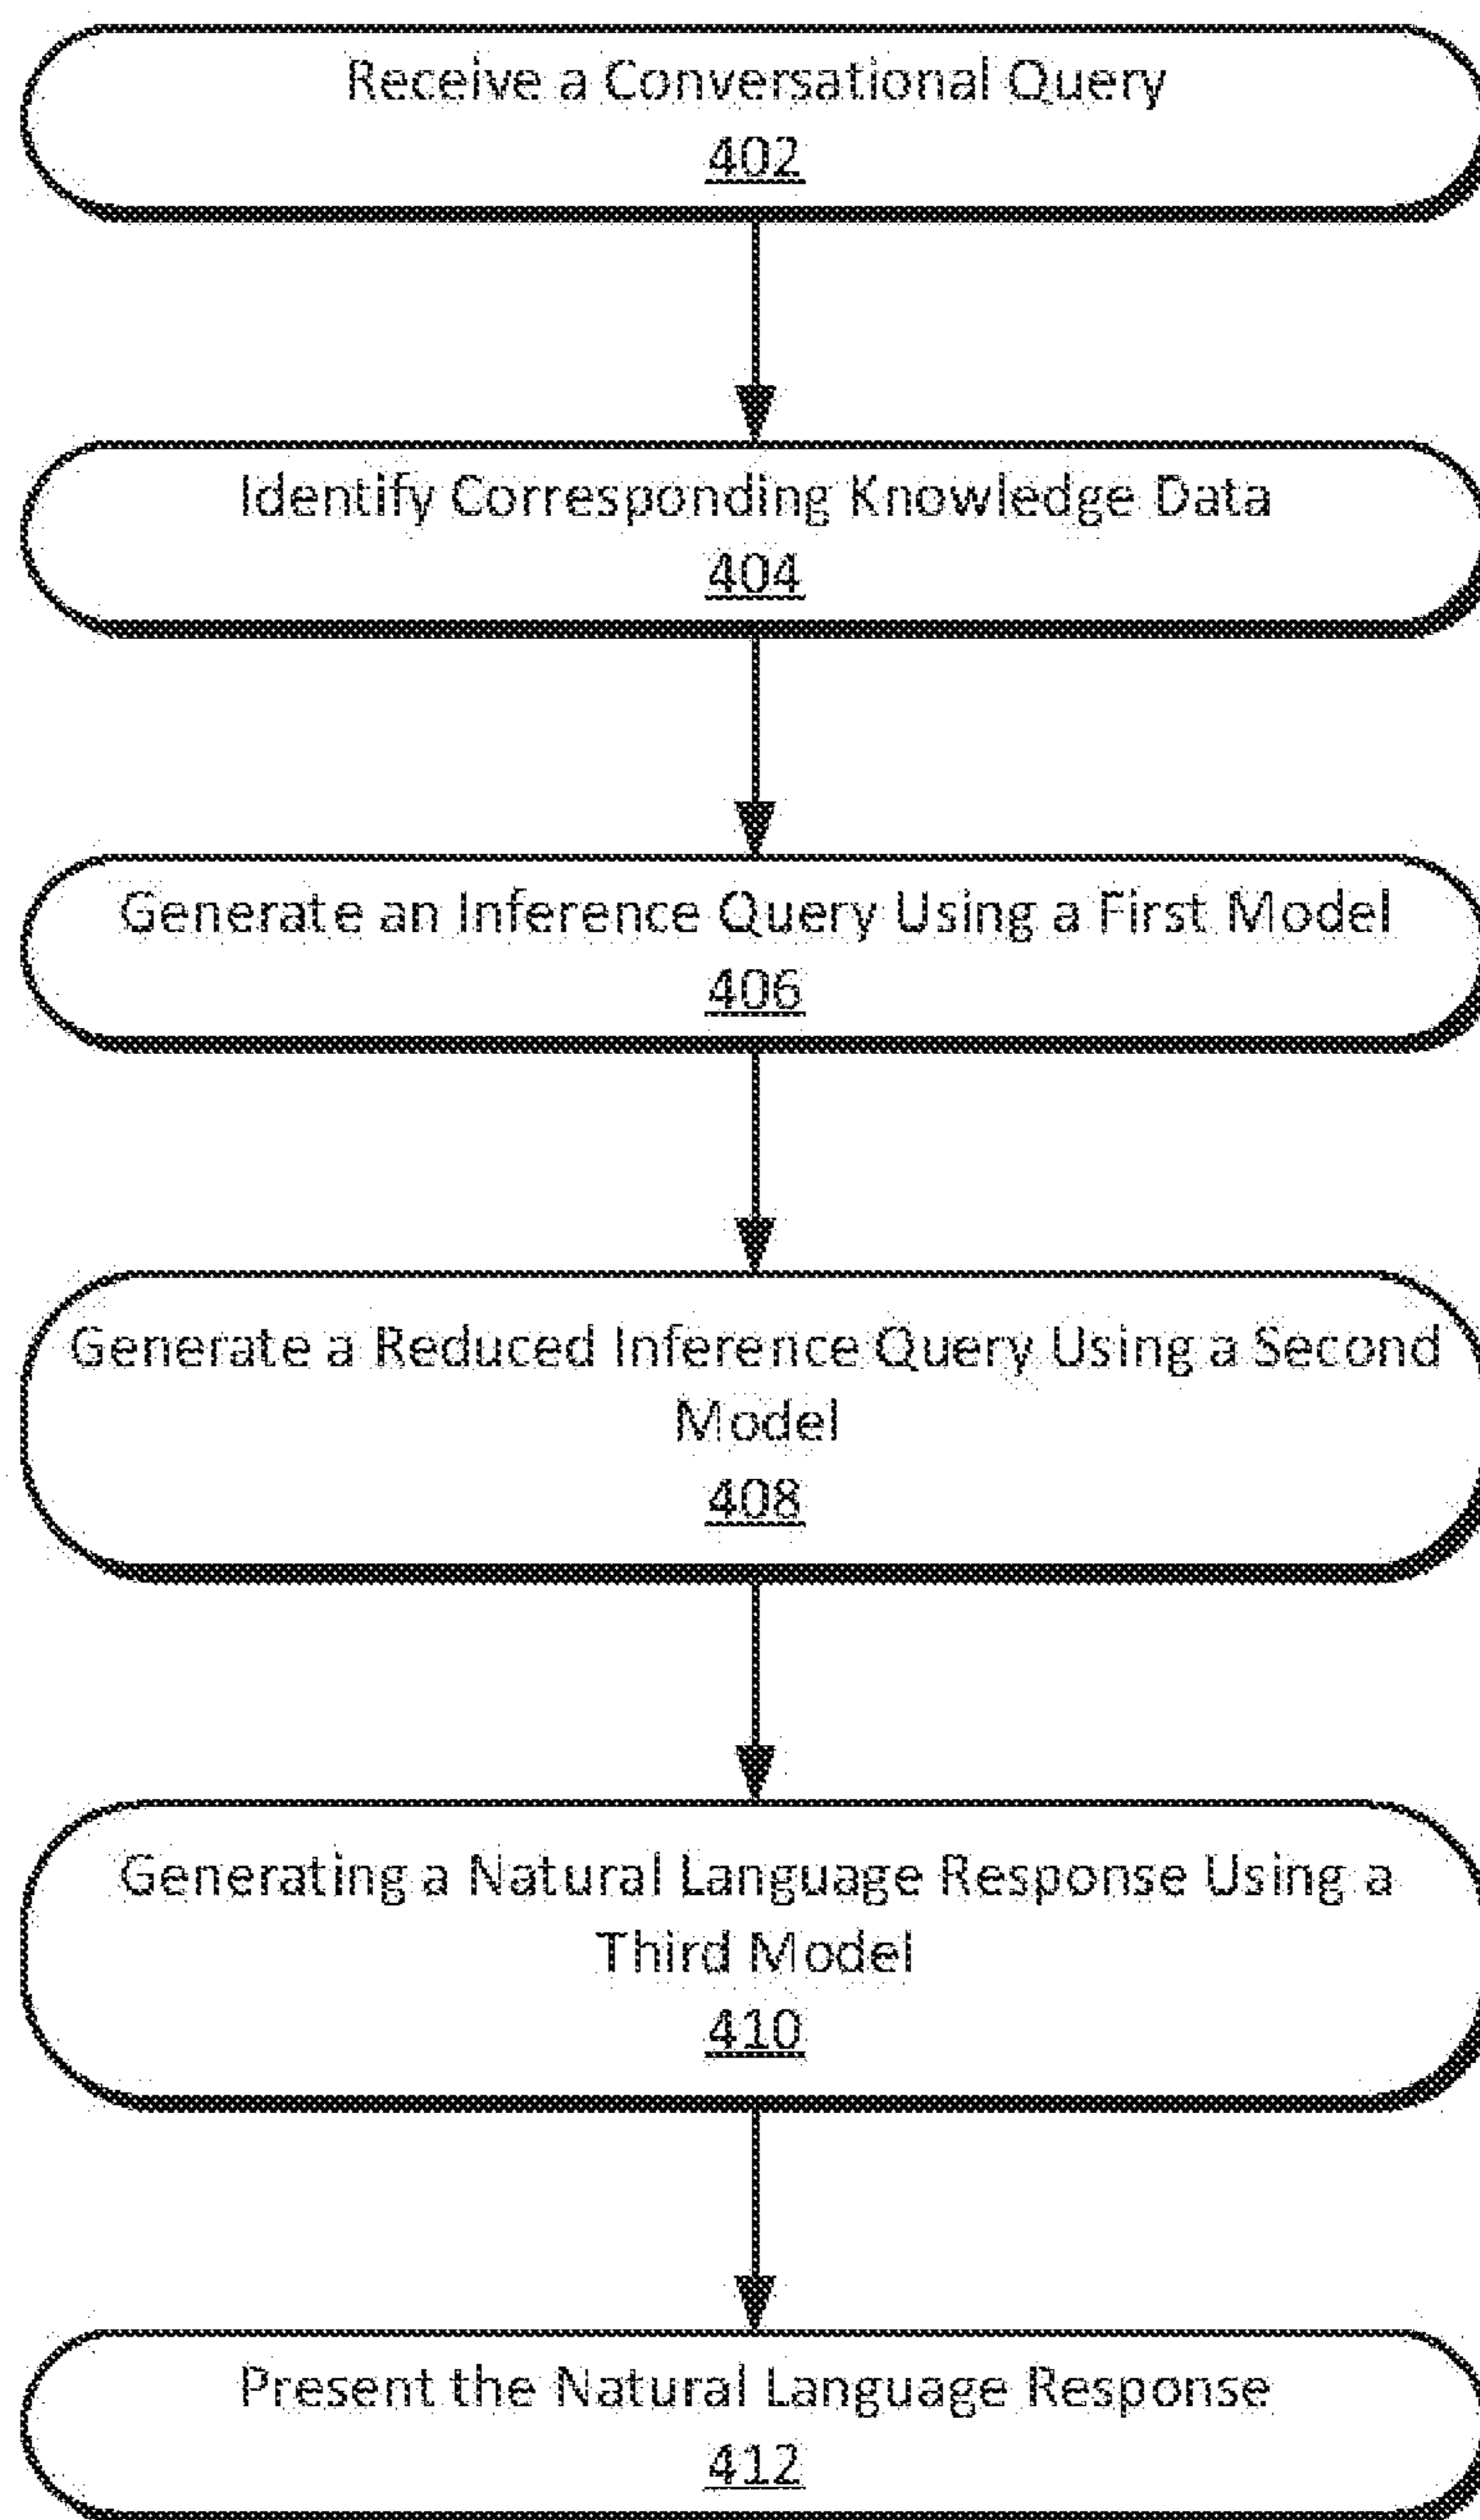 Receive a Conversational Query
402
Identify Corresponding Knowledge Data
404
Generate an Inference Query Using a First Model
406
Generate a Reduced Inference Query Using a Second
Model
408
Generating a Natural Language Response Using a
Third Model
410
Present the Natural Language Response
412